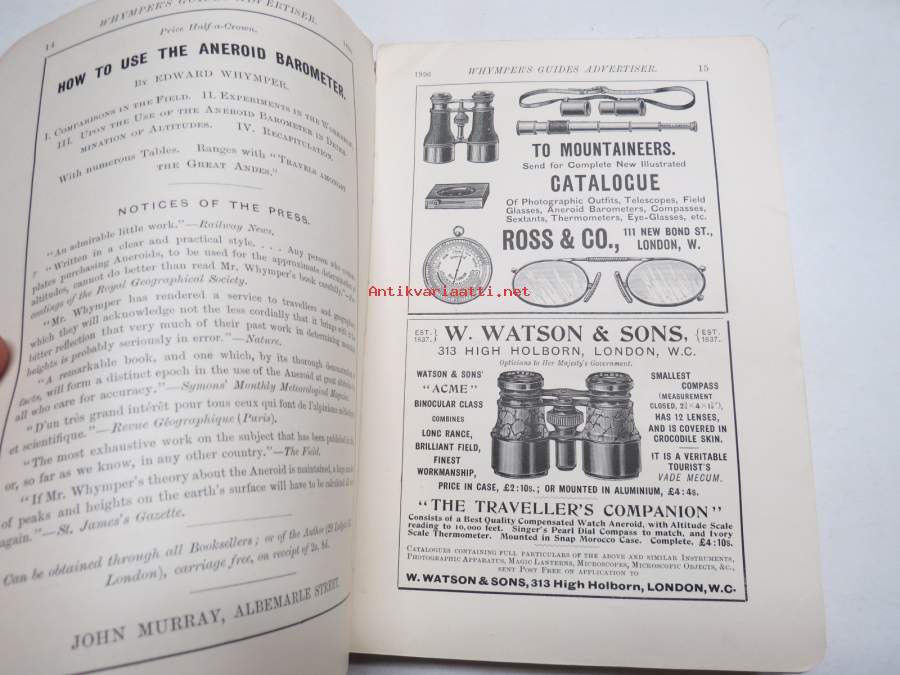 14 WHYMPER'S GUIDES ADVERTISER.
Price Half-a-Crown.
HOW TO USE THE ANEROID BAROMETER.
BY EDWARD WHYMPER.
I. COMPARISONS IN THE FIELD. II. EXPERIMENTS IN THE
III. UPON THE USE OF THE ANEROID BAROMETER IN
MINATION OF ALTITUDES. IV. RECAPITULATION.
With numerous Tables. Ranges with "TRAVELS AMONGST
THE GREAT ANDES."
NOTICES OF THE PRESS.
"An admirable little work."—Railway News.
"Written in a clear and practical style. . . . Any person who
plates purchasing Aneroids, to be used for the approximate determination of
altitudes, cannot do better than read Mr. Whymper's book carefully."
ceedings of the Royal Geographical Society.
"Mr. Whymper has rendered a service to travellers and geographers,
which they will acknowledge not the less cordially that it brings with it the
bitter reflection that very much of their past work in determining mountain
heights is probably seriously in error."—Nature.
"A remarkable book, and one which, by its thorough demonstration of
facts, will form a distinct epoch in the use of the Aneroid at great altitudes by
all who care for accuracy."—Symons' Monthly Meteorological Magazine.
"D'un très grand intérêt pour tous ceux qui font de l'alpinisme
et scientifique."—Revue Géographique (Paris).
"The most exhaustive work on the subject that has been published in this,
or, so far as we know, in any other country."—The Field.
"If Mr. Whymper's theory about the Aneroid is maintained, a large number
of peaks and heights on the earth's surface will have to be calculated all over
again."—St. James's Gazette.
Can be obtained through all Booksellers; or of the Author (29
London), carriage free, on receipt of 2s. 8d.
JOHN MURRAY, ALBEMARLE STREET.
1896 WHYMPER'S GUIDES ADVERTISER. 15
TO MOUNTAINEERS.
Send for Complete New Illustrated
CATALOGUE
Of Photographic Outfits, Telescopes, Field
Glasses, Aneroid Barometers, Compasses,
Sextants, Thermometers, Eye-Glasses, etc.
ROSS & CO., 111 NEW BOND ST.,
LONDON, W.
Antikvariaatti.net
EST. 1837. W. WATSON & SONS, EST. 1837.
313 HIGH HOLBORN, LONDON, W.C.
Opticians to Her Majesty's Government.
WATSON & SONS'
"ACME"
BINOCULAR GLASS
COMBINES
LONG RANGE,
BRILLIANT FIELD,
FINEST
WORKMANSHIP,
SMALLEST
COMPASS
(MEASUREMENT
CLOSED,
HAS 12 LENSES,
AND IS COVERED IN
CROCODILE SKIN.
IT IS A VERITABLE
TOURIST'S
VADE MECUM.
PRICE IN CASE, £2:10s.; OR MOUNTED IN ALUMINIUM, £4:4s.
"THE TRAVELLER'S COMPANION"
Consists of a Best Quality Compensated Watch Aneroid, with Altitude Scale
reading to 10,000 feet. Singer's Pearl Dial Compass to match, and Ivory
Scale Thermometer. Mounted in Snap Morocco Case. Complete, £4:10s.
CATALOGUES CONTAINING FULL PARTICULARS OF THE ABOVE AND SIMILAR INSTRUMENTS,
PHOTOGRAPHIC APPARATUS, MAGIC LANTERNS, MICROSCOPES, MICROSCOPIC OBJECTS, &C.,
SENT POST FREE ON APPLICATION TO
W. WATSON & SONS, 313 High Holborn, LONDON, W.C.